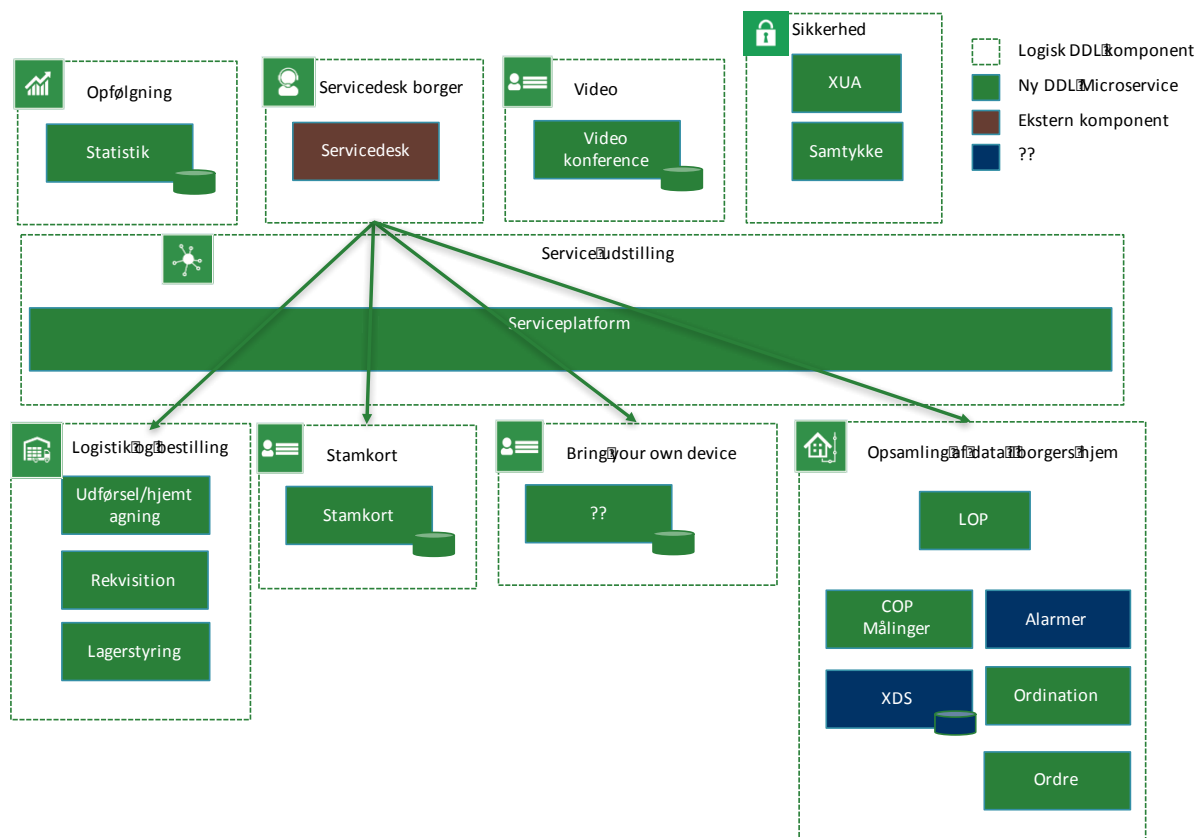 Sikkerhed
XUA
Samtykke
Logisk DDL komponent
Ny DDL Microservice
Ekstern komponent
??
Opfølgning
Statistik
Servicedesk borger
Servicedesk
Video
Video
konference
Service udstilling
Serviceplatform
Logistik og bestilling
Udførsel/hjemt
agning
Rekvisition
Lagerstyring
Stamkort
Stamkort
Bring your own device
??
Opsamling af data i borgers hjem
LOP
COP
Målinger
Alarmer
XDS
Ordination
Ordre